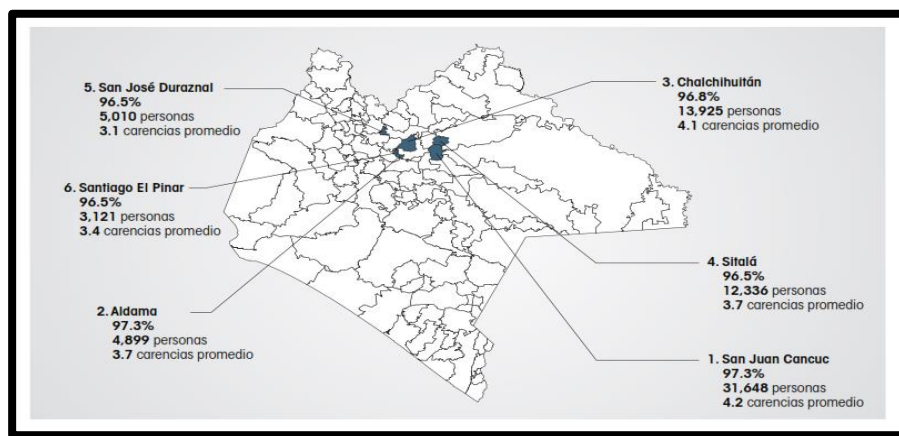 5. San José Duraznal
96.5%
5,010 personas
3.1 carencias promedio
3. Chalchihuitán
96.8%
13,925 personas
4.1 carencias promedio
6. Santiago El Pinar
96.5%
3,121 personas
3.4 carencias promedio
4. Sitalá
96.5%
12,336 personas
3.7 carencias promedio
2. Aldama
97.3%
4,899 personas
3.7 carencias promedio
1. San Juan Cancuc
97.3%
31,648 personas
4.2 carencias promedio